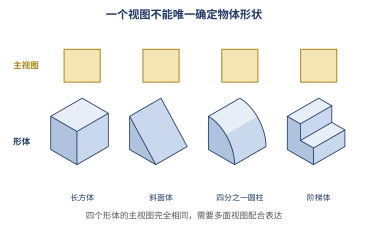 一个视图不能唯一确定物体形状
主视图
形体
长方体
斜面体
四分之一圆柱
阶梯体
四个形体的主视图完全相同，需要多面视图配合表达